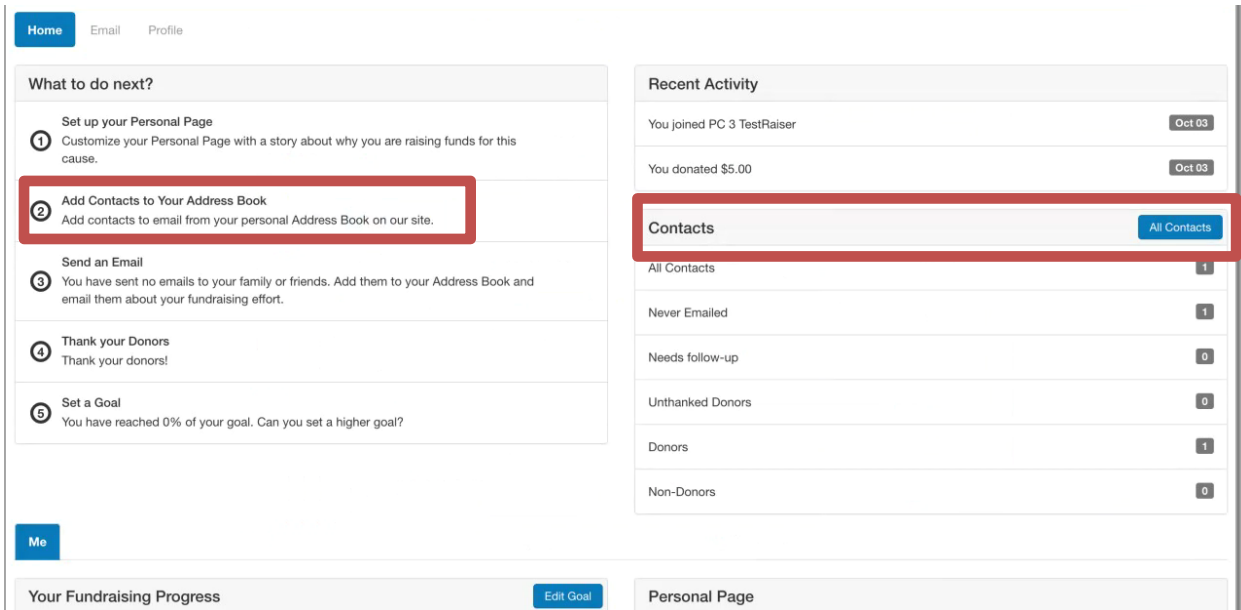 Home Email Profile
What to do next?
1
Set up your Personal Page
Customize your Personal Page with a story about why you are raising funds for this
cause.
2
Add Contacts to Your Address Book
Add contacts to email from your personal Address Book on our site.
3
Send an Email
You have sent no emails to your family or friends. Add them to your Address Book and
email them about your fundraising effort.
4
Thank your Donors
Thank your donors!
5
Set a Goal
You have reached 0% of your goal. Can you set a higher goal?
Recent Activity
You joined PC 3 TestRaiser Oct 03
You donated $5.00 Oct 03
Contacts All Contacts
All Contacts 1
Never Emailed 1
Needs follow-up 0
Unthanked Donors 0
Donors 1
Non-Donors 0
Me
Your Fundraising Progress Edit Goal
Personal Page